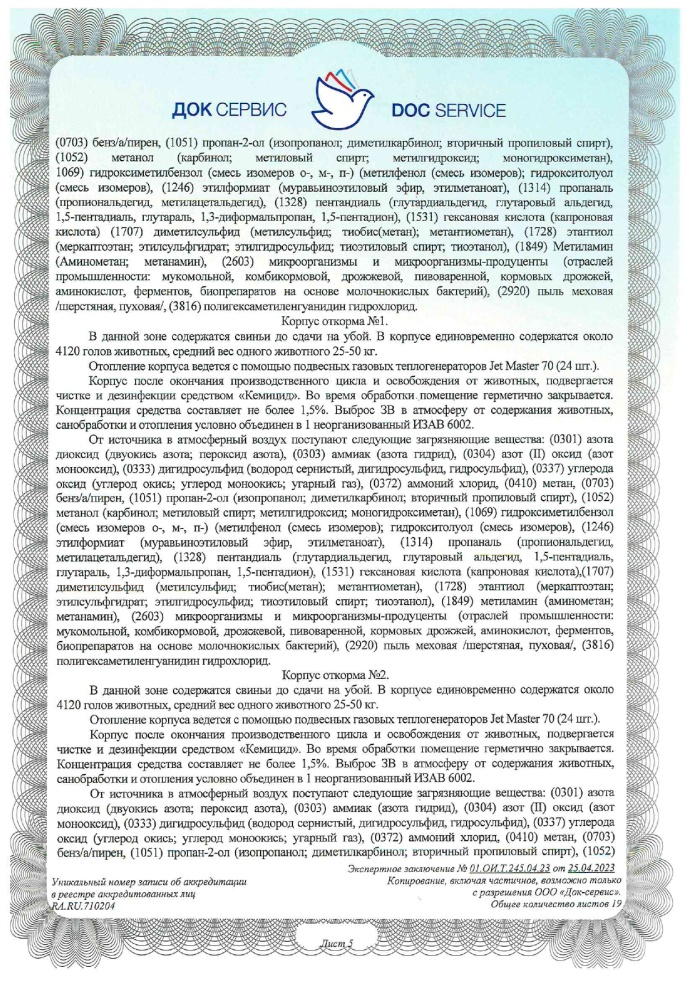 ДОК СЕРВИС DOC SERVICE
(0703) бенз/а/пирен, (1051) пропан-2-ол (изопропанол; диметилкарбинол; вторичный пропиловый спирт),
(1052) метанол (карбинол; метиловый спирт; метилгидроксид; моногидроксиметан),
1069) гидроксиметилбензол (смесь изомеров о-, м-, п-) (метилфенол (смесь изомеров); гидрокситолуол
(смесь изомеров), (1246) этилформиат (муравьиноэтиловый эфир, этилметаноат), (1314) пропаналь
(пропиональдегид, метилацетальдегид), (1328) пентандиаль (глутардиальдегид, глутаровый альдегид,
1,5-пентадиаль, глутараль, 1,3-диформальпропан, 1,5-пентадион), (1531) гексановая кислота (капроновая
кислота) (1707) диметилсульфид (метилсульфид; тиобис(метан); метантиометан), (1728) этантиол
(меркаптоэтан; этилсульфгидрат; этилгидросульфид; тиоэтиловый спирт; тиоэтанол), (1849) Метиламин
(Аминометан; метанамин), (2603) микроорганизмы и микроорганизмы-продуценты (отраслей
промышленности: мукомольной, комбикормовой, дрожжевой, пивоваренной, кормовых дрожжей,
аминокислот, ферментов, биопрепаратов на основе молочнокислых бактерий), (2920) пыль меховая
/шерстяная, пуховая/, (3816) полигексаметиленгуанидин гидрохлорид.
Корпус откорма №1.
В данной зоне содержатся свиньи до сдачи на убой. В корпусе единовременно содержатся около
4120 голов животных, средний вес одного животного 25-50 кг.
Отопление корпуса ведется с помощью подвесных газовых теплогенераторов Jet Master 70 (24 шт.).
Корпус после окончания производственного цикла и освобождения от животных, подвергается
чистке и дезинфекции средством «Кемицид». Во время обработки помещение герметично закрывается.
Концентрация средства составляет не более 1,5%. Выброс ЗВ в атмосферу от содержания животных,
санобработки и отопления условно объединен в 1 неорганизованный ИЗАВ 6002.
От источника в атмосферный воздух поступают следующие загрязняющие вещества: (0301) азота
диоксид (двуокись азота; пероксид азота), (0303) аммиак (азота гидрид), (0304) азот (II) оксид (азот
монооксид), (0333) дигидросульфид (водород сернистый, дигидросульфид, гидросульфид), (0337) углерода
оксид (углерод окись; углерод моноокись; угарный газ), (0372) аммоний хлорид, (0410) метан, (0703)
бенз/а/пирен, (1051) пропан-2-ол (изопропанол; диметилкарбинол; вторичный пропиловый спирт), (1052)
метанол (карбинол; метиловый спирт; метилгидроксид; моногидроксиметан), (1069) гидроксиметилбензол
(смесь изомеров о-, м-, п-) (метилфенол (смесь изомеров); гидрокситолуол (смесь изомеров), (1246)
этилформиат (муравьиноэтиловый эфир, этилметаноат), (1314) пропаналь (пропиональдегид,
метилацетальдегид), (1328) пентандиаль (глутардиальдегид, глутаровый альдегид, 1,5-пентадиаль,
глутараль, 1,3-диформальпропан, 1,5-пентадион), (1531) гексановая кислота (капроновая кислота),(1707)
диметилсульфид (метилсульфид; тиобис(метан); метантиометан), (1728) этантиол (меркаптоэтан;
этилсульфгидрат; этилгидросульфид; тиоэтиловый спирт; тиоэтанол), (1849) метиламин (аминометан;
метанамин), (2603) микроорганизмы и микроорганизмы-продуценты (отраслей промышленности:
мукомольной, комбикормовой, дрожжевой, пивоваренной, кормовых дрожжей, аминокислот, ферментов,
биопрепаратов на основе молочнокислых бактерий), (2920) пыль меховая /шерстяная, пуховая/, (3816)
полигексаметиленгуанидин гидрохлорид.
Корпус откорма №2.
В данной зоне содержатся свиньи до сдачи на убой. В корпусе единовременно содержатся около
4120 голов животных, средний вес одного животного 25-50 кг.
Отопление корпуса ведется с помощью подвесных газовых теплогенераторов Jet Master 70 (24 шт.).
Корпус после окончания производственного цикла и освобождения от животных, подвергается
чистке и дезинфекции средством «Кемицид». Во время обработки помещение герметично закрывается.
Концентрация средства составляет не более 1,5%. Выброс ЗВ в атмосферу от содержания животных,
санобработки и отопления условно объединен в 1 неорганизованный ИЗАВ 6002.
От источника в атмосферный воздух поступают следующие загрязняющие вещества: (0301) азота
диоксид (двуокись азота; пероксид азота), (0303) аммиак (азота гидрид), (0304) азот (II) оксид (азот
монооксид), (0333) дигидросульфид (водород сернистый, дигидросульфид, гидросульфид), (0337) углерода
оксид (углерод окись; углерод моноокись; угарный газ), (0372) аммоний хлорид, (0410) метан, (0703)
бенз/а/пирен, (1051) пропан-2-ол (изопропанол; диметилкарбинол; вторичный пропиловый спирт), (1052)
Экспертное заключение № 01.ОИ.Т.245.04.23 от 25.04.2023
Уникальный номер записи об аккредитации Копирование, включая частичное, возможно только
в реестре аккредитованных лиц с разрешения ООО «Док-сервис».
RA.RU.710204 Общее количество листов 19
Лист 5